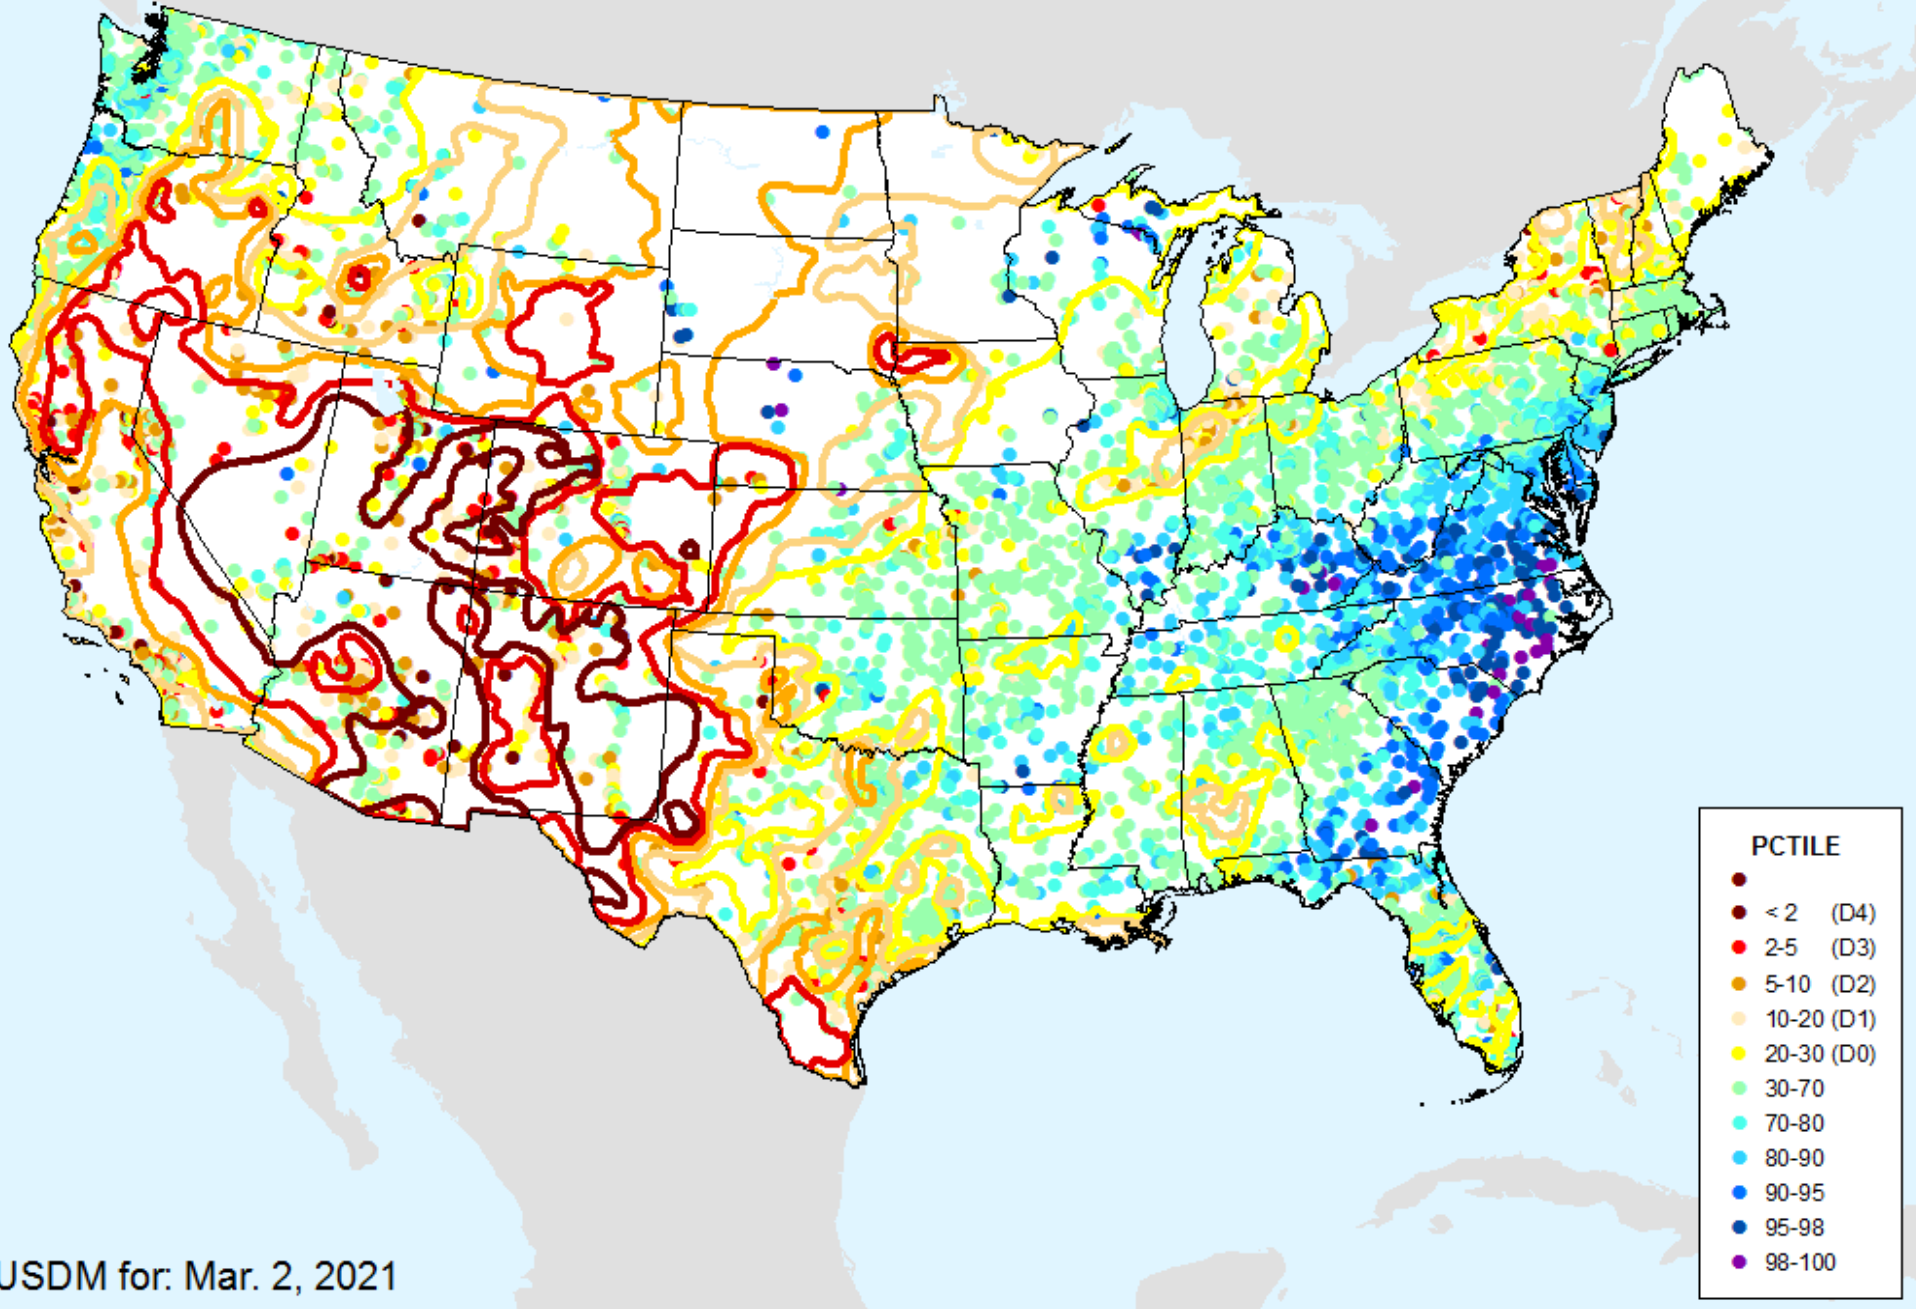 PCTILE
< 2 (D4)
2-5 (D3)
5-10 (D2)
10-20 (D1)
20-30 (D0)
30-70
70-80
80-90
90-95
95-98
98-100
USDM for: Mar. 2, 2021